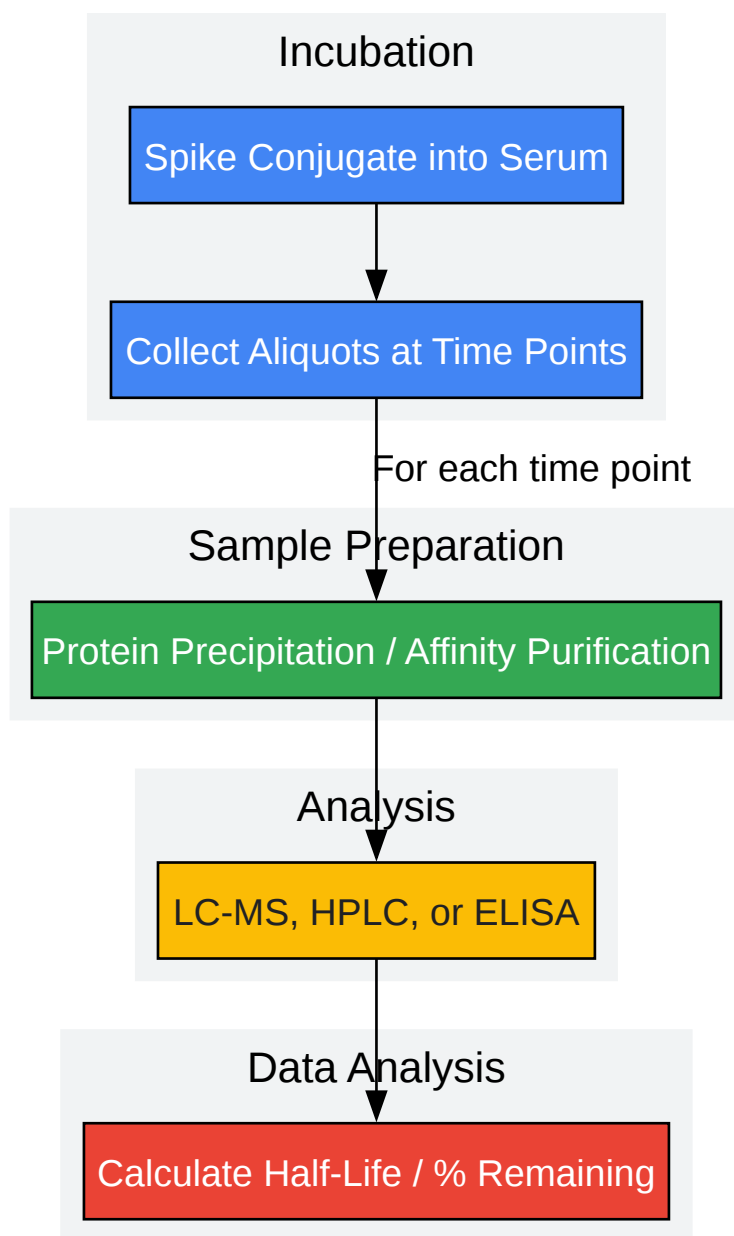 Incubation
Spike Conjugate into Serum
Collect Aliquots at Time Points
For each time point
Sample Preparation
Protein Precipitation / Affinity Purification
Analysis
LC-MS, HPLC, or ELISA
Data Analysis
Calculate Half-Life / % Remaining